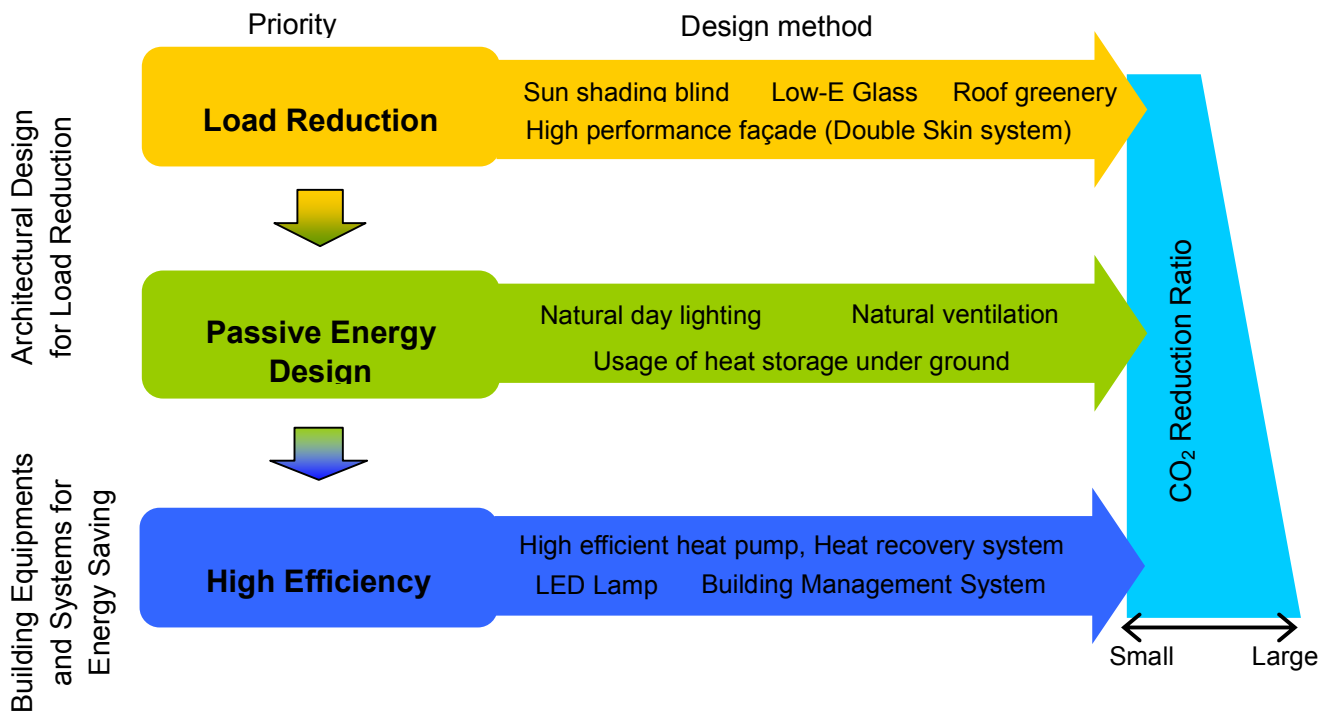 Priority
Design method
Architectural Design
for Load Reduction
Load Reduction
Sun shading blind Low-E Glass Roof greenery
High performance façade (Double Skin system)
Passive Energy
Design
Natural day lighting Natural ventilation
Usage of heat storage under ground
Building Equipments
and Systems for
Energy Saving
High Efficiency
High efficient heat pump, Heat recovery system
LED Lamp Building Management System
CO₂ Reduction Ratio
Small Large